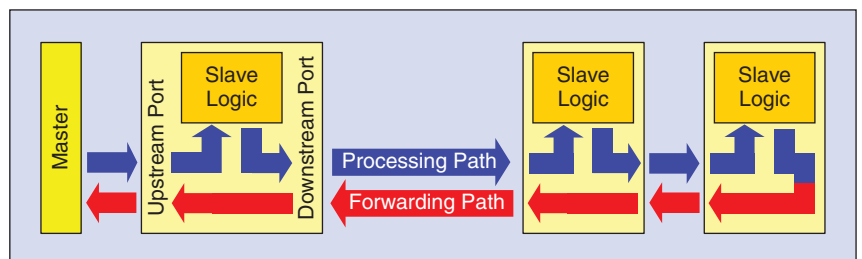 Master
Upstream Port
Slave
Logic
Downstream Port
Processing Path
Forwarding Path
Slave
Logic
Slave
Logic